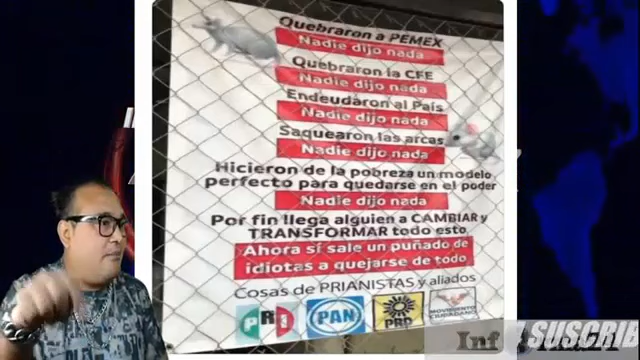 Quebraron a PEMEX
Nadie dijo nada
Quebraron la CFE
Nadie dijo nada
Endeudaron al País
Nadie dijo nada
Saquearon las arcas
Nadie dijo nada
Hicieron de la pobreza un modelo
perfecto para quedarse en el poder
Nadie dijo nada
Por fin llega alguien a CAMBIAR y
TRANSFORMAR todo esto
Ahora sí sale un puñado de
idiotas a quejarse de todo
Cosas de PRIANISTAS y aliados
PRI PAN PRD MOVIMIENTO
CIUDADANO
Inf
SUSCRIB